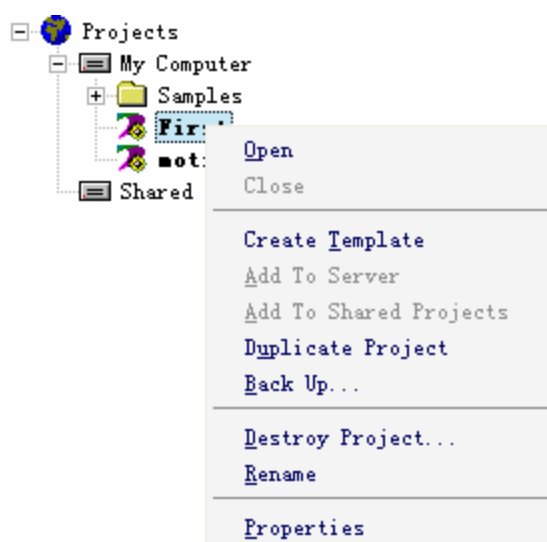 Projects
My Computer
Samples
First
Shared
Open
Close
Create Template
Add To Server
Add To Shared Projects
Duplicate Project
Back Up...
Destroy Project...
Rename
Properties